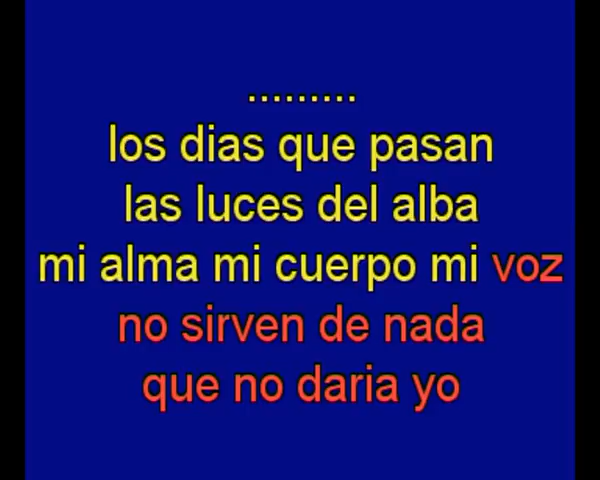 .........
los dias que pasan
las luces del alba
mi alma mi cuerpo mi voz
no sirven de nada
que no daria yo